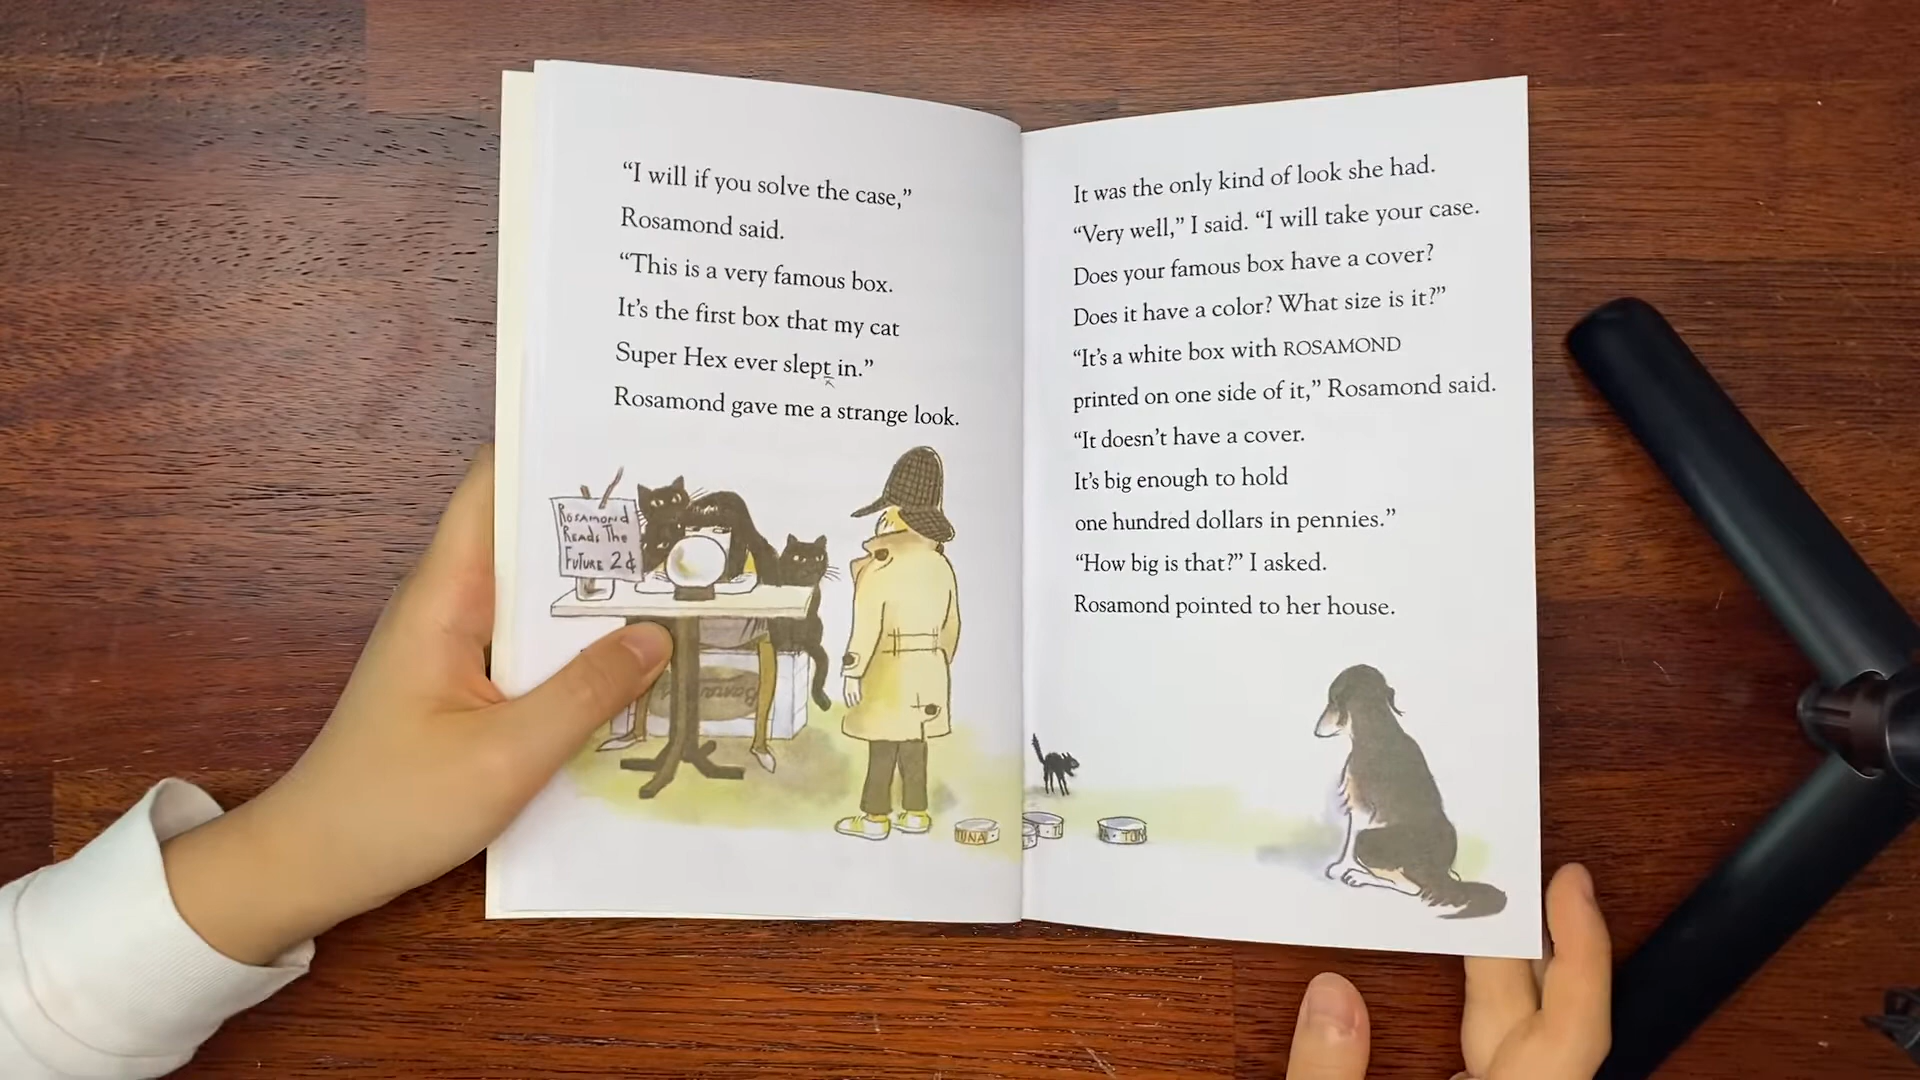 “I will if you solve the case,”
Rosamond said.
“This is a very famous box.
It’s the first box that my cat
Super Hex ever slept in.”
Rosamond gave me a strange look.
ROSAMOND
READS THE
FUTURE 2¢
Banana
TUNA
It was the only kind of look she had.
“Very well,” I said. “I will take your case.
Does your famous box have a cover?
Does it have a color? What size is it?”
“It’s a white box with ROSAMOND
printed on one side of it,” Rosamond said.
“It doesn’t have a cover.
It’s big enough to hold
one hundred dollars in pennies.”
“How big is that?” I asked.
Rosamond pointed to her house.